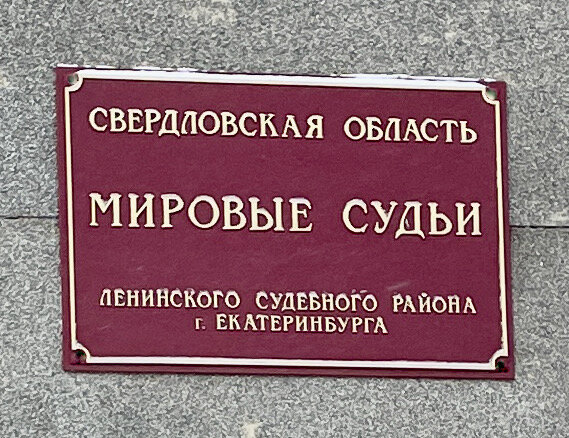 СВЕРДЛОВСКАЯ ОБЛАСТЬ
МИРОВЫЕ СУДЬИ
ЛЕНИНСКОГО СУДЕБНОГО РАЙОНА
г. ЕКАТЕРИНБУРГА